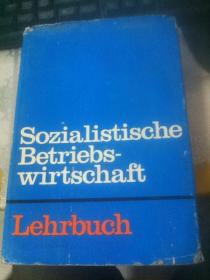 Sozialistische
Betriebs-
wirtschaft
Lehrbuch